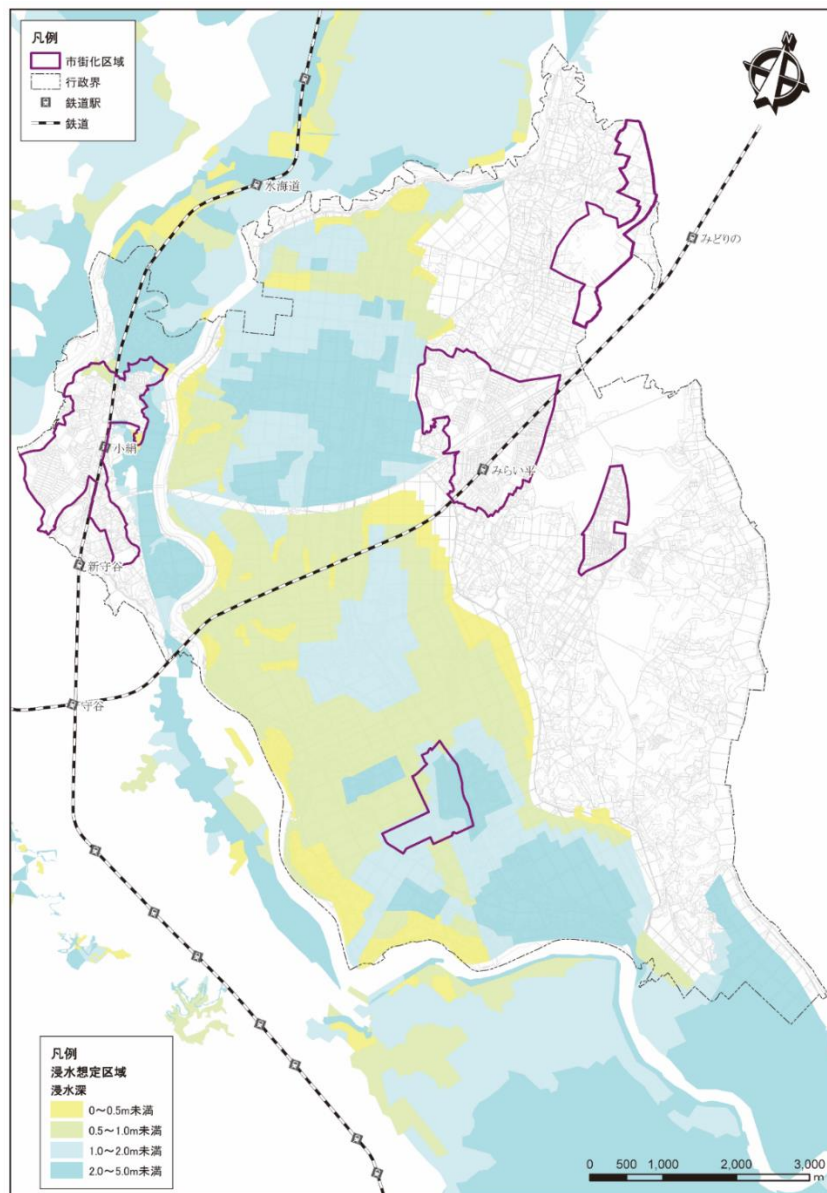 凡例
市街化区域
行政界
鉄道駅
鉄道
N
水海道
みどりの
小絹
みらい平
新守谷
守谷
凡例
浸水想定区域
浸水深
0～0.5m未満
0.5～1.0m未満
1.0～2.0m未満
2.0～5.0m未満
0 500 1,000 2,000 3,000
m